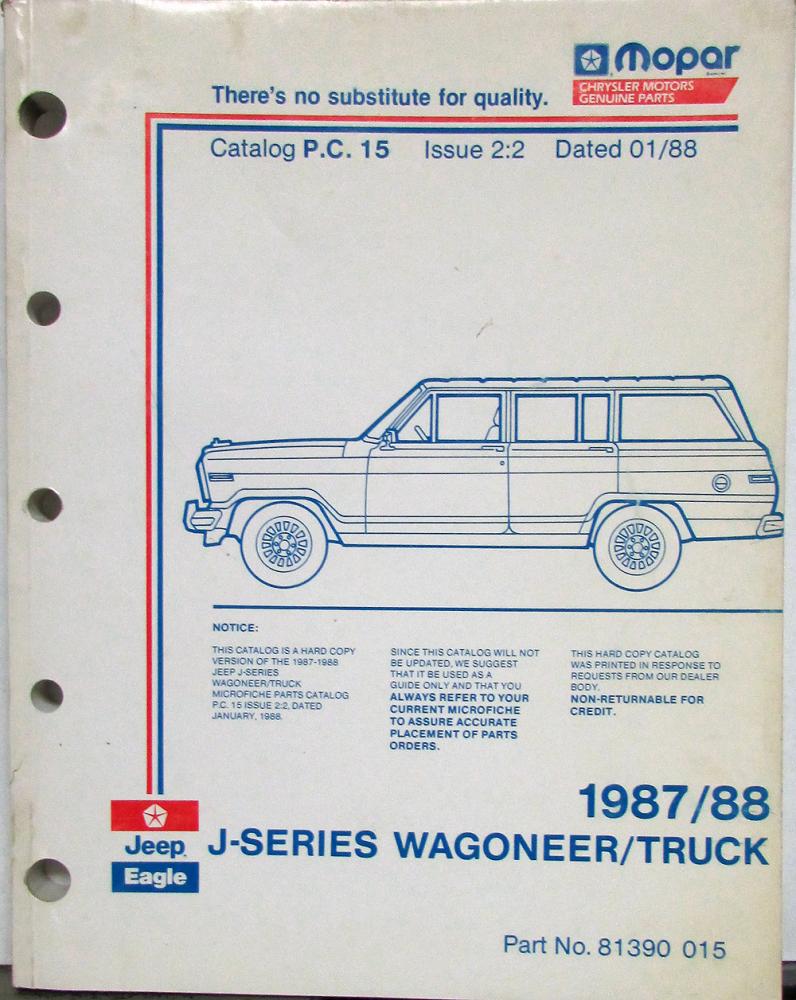 Mopar
CHRYSLER MOTORS
GENUINE PARTS
There's no substitute for quality.
Catalog P.C. 15 Issue 2:2 Dated 01/88
NOTICE:
THIS CATALOG IS A HARD COPY
VERSION OF THE 1987-1988
JEEP J-SERIES
WAGONEER/TRUCK
MICROFICHE PARTS CATALOG
P.C. 15 ISSUE 2:2, DATED
JANUARY, 1988.
SINCE THIS CATALOG WILL NOT
BE UPDATED, WE SUGGEST
THAT IT BE USED AS A
GUIDE ONLY AND THAT YOU
ALWAYS REFER TO YOUR
CURRENT MICROFICHE
TO ASSURE ACCURATE
PLACEMENT OF PARTS
ORDERS.
THIS HARD COPY CATALOG
WAS PRINTED IN RESPONSE TO
REQUESTS FROM OUR DEALER
BODY.
NON-RETURNABLE FOR
CREDIT.
1987/88
J-SERIES WAGONEER/TRUCK
Jeep
Eagle
Part No. 81390 015